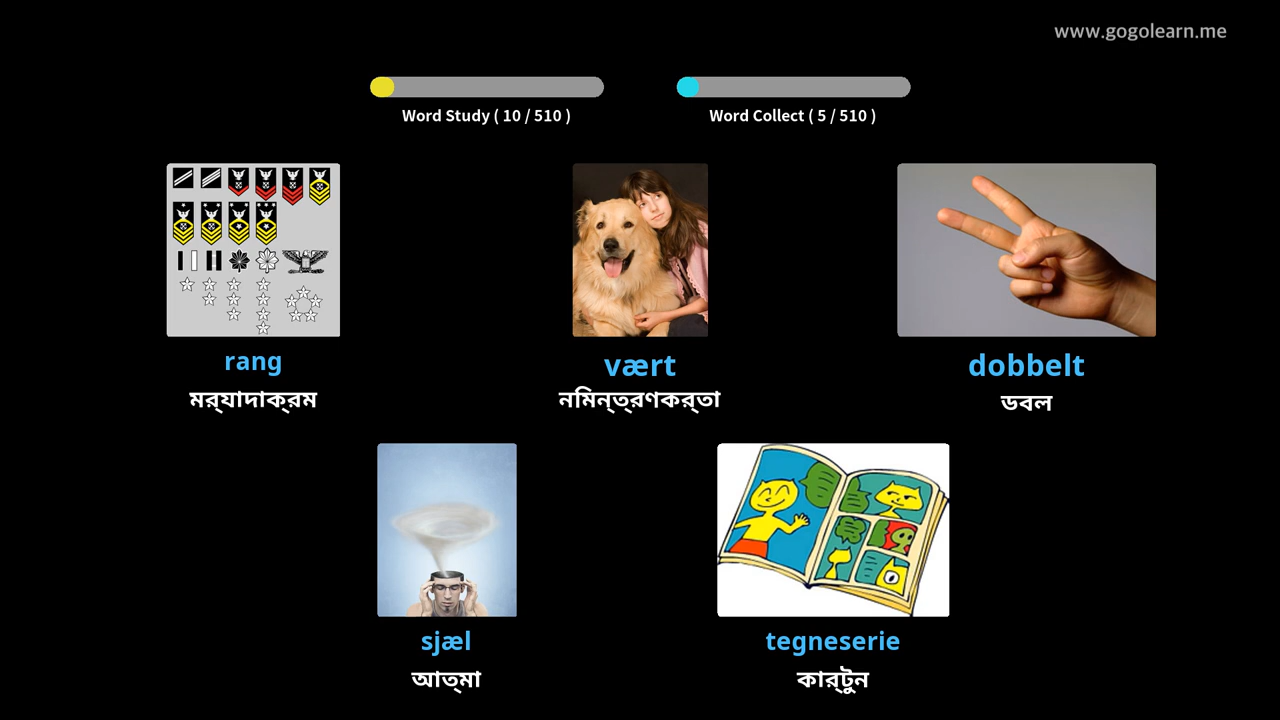 www.gogolearn.me
Word Study ( 10 / 510 )
Word Collect ( 5 / 510 )
rang
vært
dobbelt
মর্যাদাক্রম
নিমন্ত্রণকর্তা
ডবল
sjæl
tegneserie
আত্মা
কার্টুন